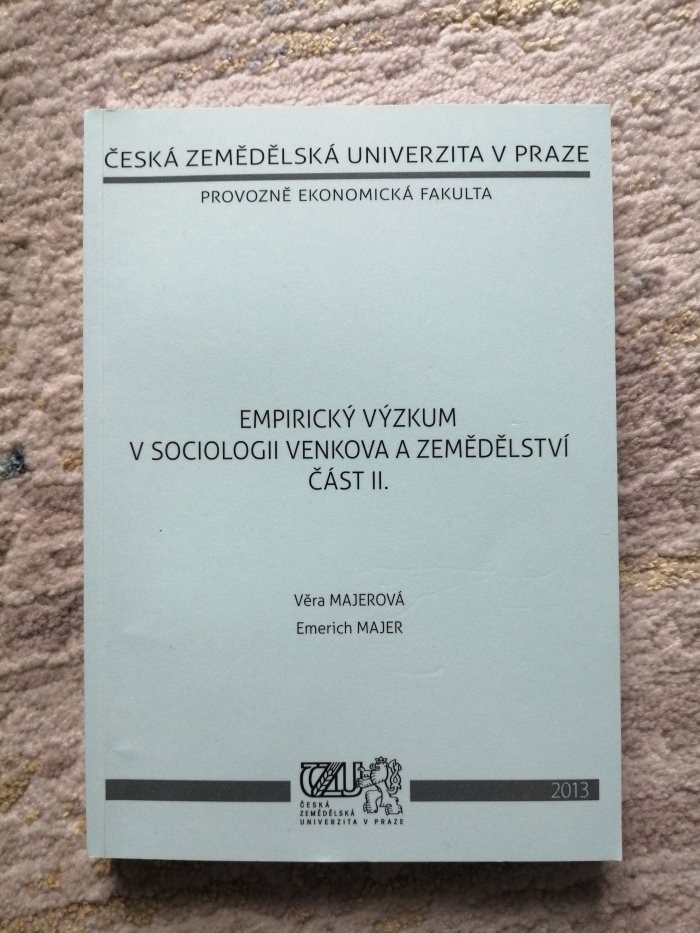 ČESKÁ ZEMĚDĚLSKÁ UNIVERZITA V PRAZE
PROVOZNĚ EKONOMICKÁ FAKULTA
EMPIRICKÝ VÝZKUM
V SOCIOLOGII VENKOVA A ZEMĚDĚLSTVÍ
ČÁST II.
Věra MAJEROVÁ
Emerich MAJER
ČZU
ČESKÁ
ZEMĚDĚLSKÁ
UNIVERZITA V PRAZE
2013